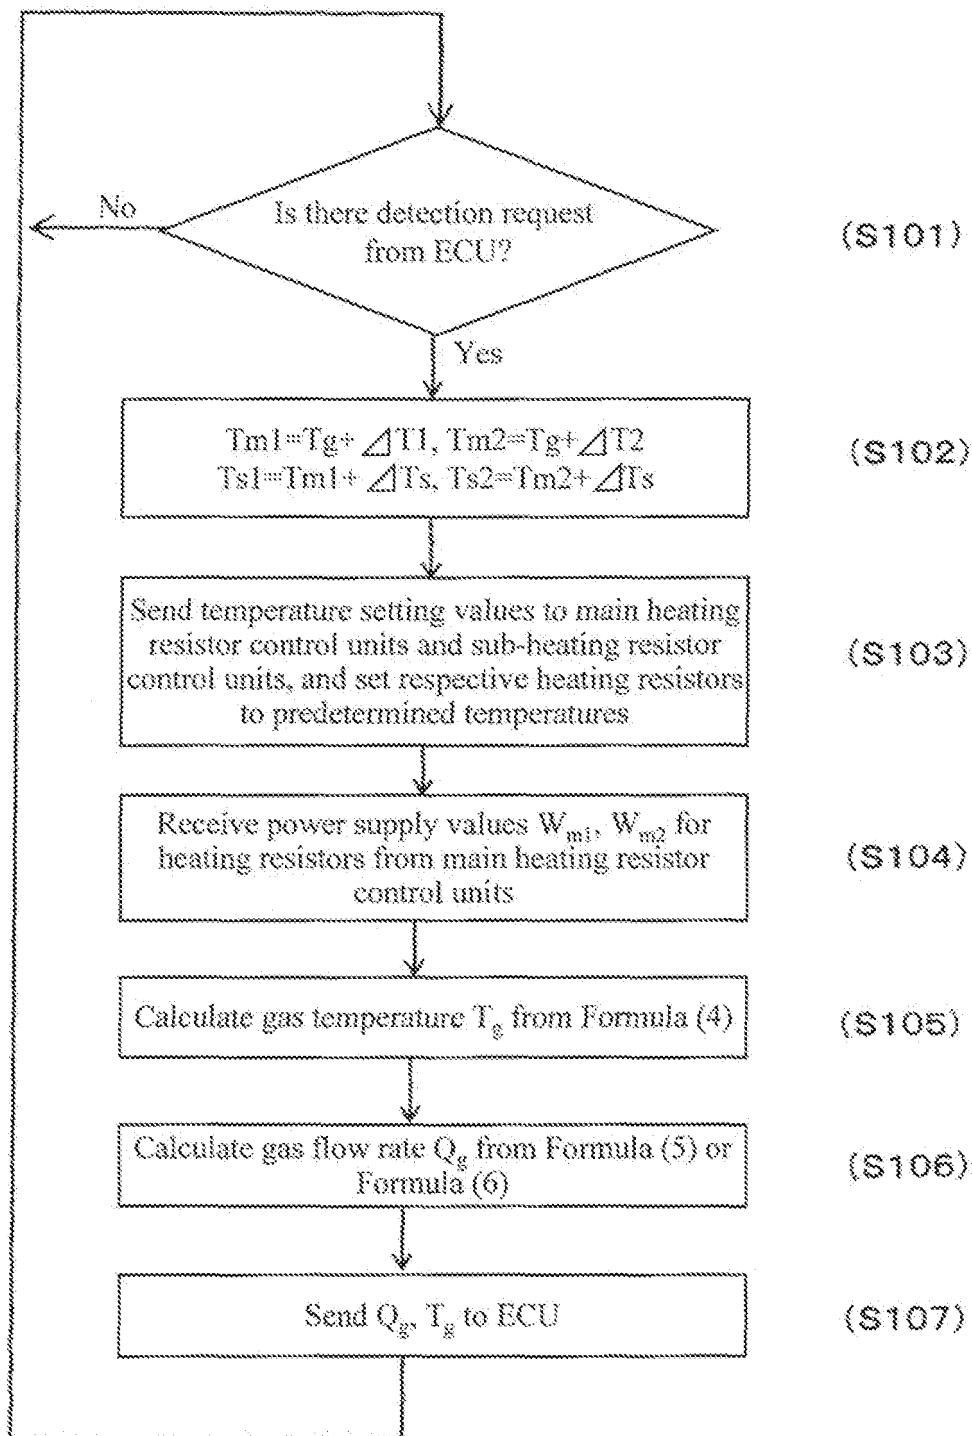 No
Is there detection request
from ECU?
(S101)
Yes
Tm1=Tg+⊿T1, Tm2=Tg+⊿T2
Ts1=Tm1+⊿Ts, Ts2=Tm2+⊿Ts
(S102)
Send temperature setting values to main heating
resistor control units and sub-heating resistor
control units, and set respective heating resistors
to predetermined temperatures
(S103)
Receive power supply values Wm1, Wm2 for
heating resistors from main heating resistor
control units
(S104)
Calculate gas temperature Tg from Formula (4)
(S105)
Calculate gas flow rate Qg from Formula (5) or
Formula (6)
(S106)
Send Qg, Tg to ECU
(S107)